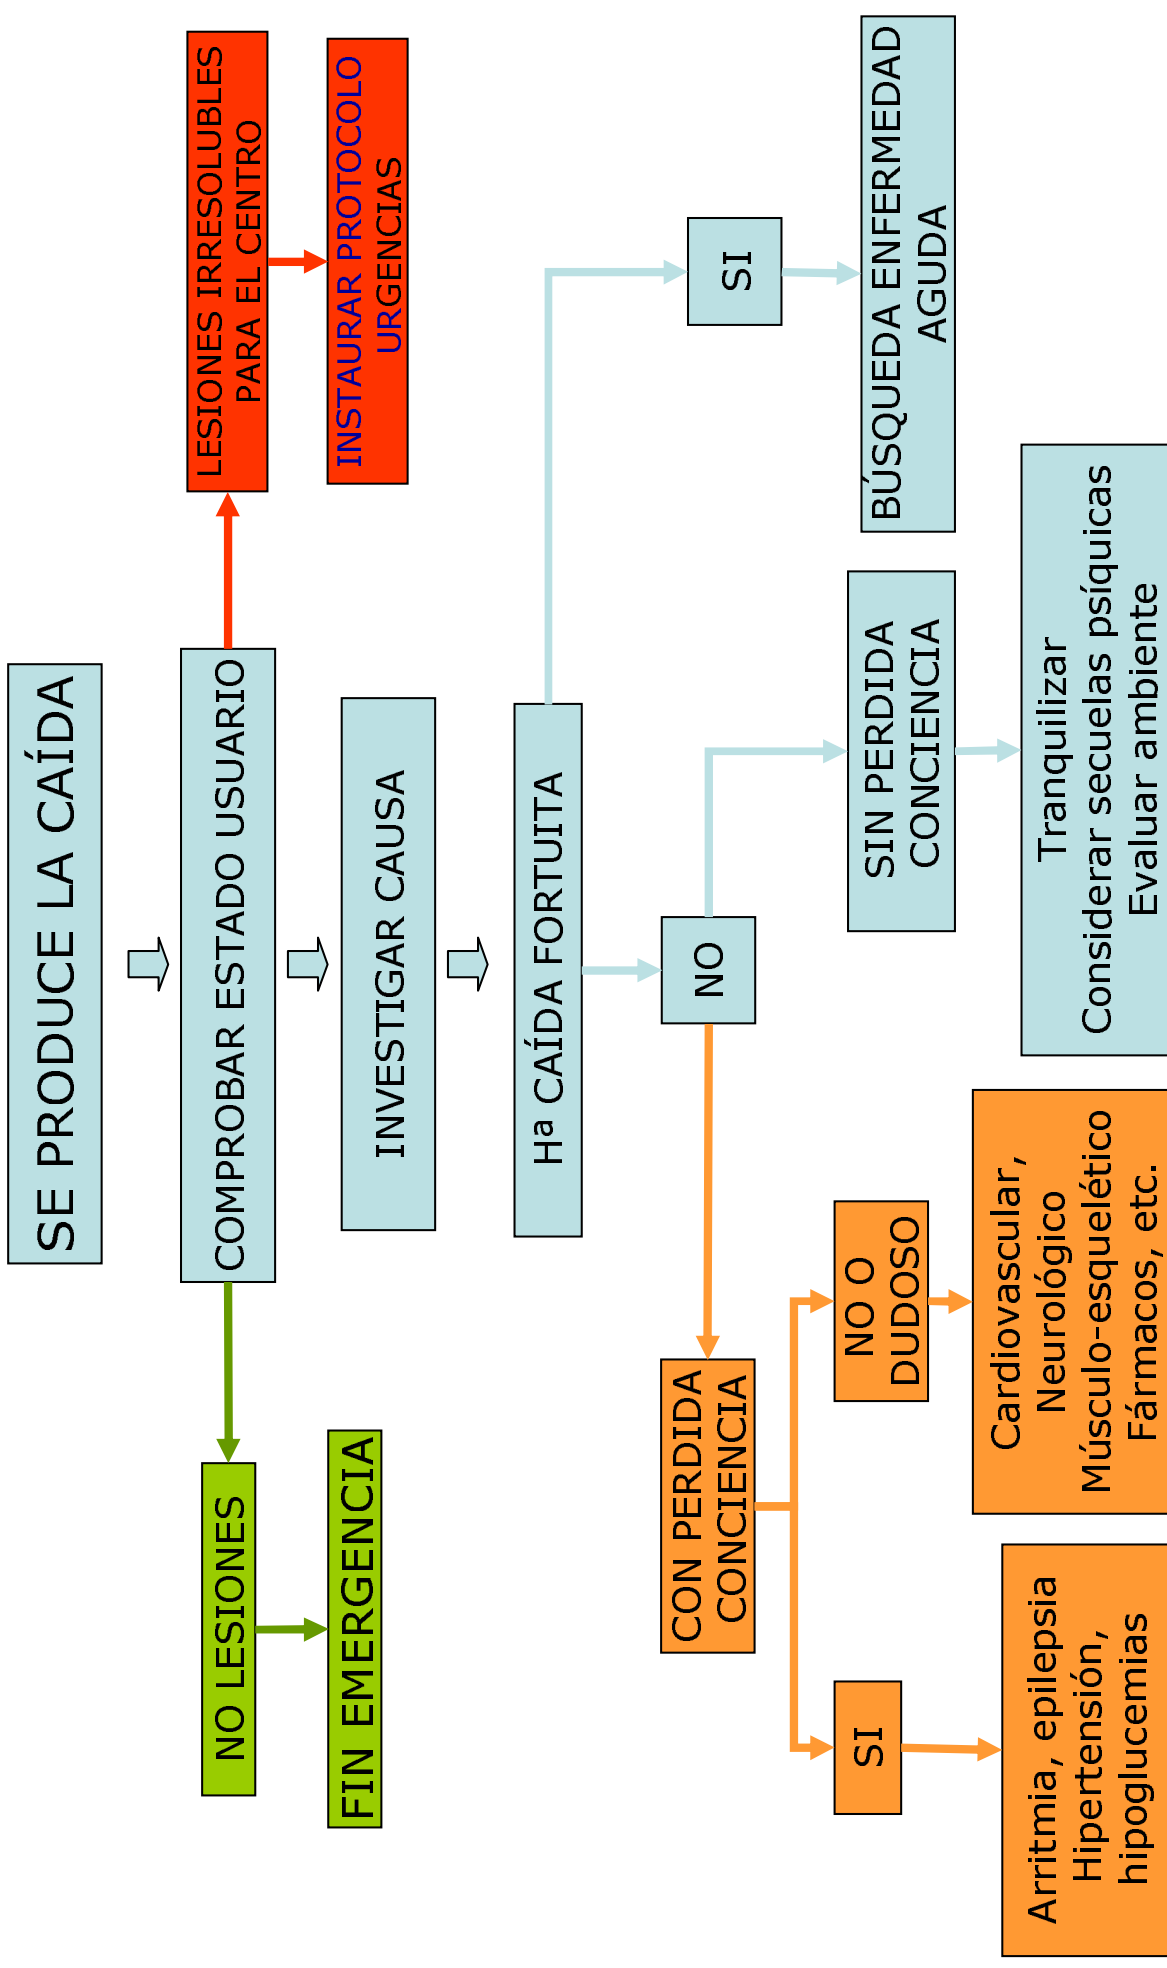 SE PRODUCE LA CAÍDA
NO LESIONES
COMPROBAR ESTADO USUARIO
LESIONES IRRESOLUBLES
PARA EL CENTRO
FIN EMERGENCIA
INVESTIGAR CAUSA
INSTAURAR PROTOCOLO
URGENCIAS
Hª CAÍDA FORTUITA
CON PERDIDA
CONCIENCIA
NO
SI
SI
NO O
DUDOSO
SIN PERDIDA
CONCIENCIA
BÚSQUEDA ENFERMEDAD
AGUDA
Arritmia, epilepsia
Hipertensión,
hipoglucemias
Cardiovascular,
Neurológico
Músculo-esquelético
Fármacos, etc.
Tranquilizar
Considerar secuelas psíquicas
Evaluar ambiente